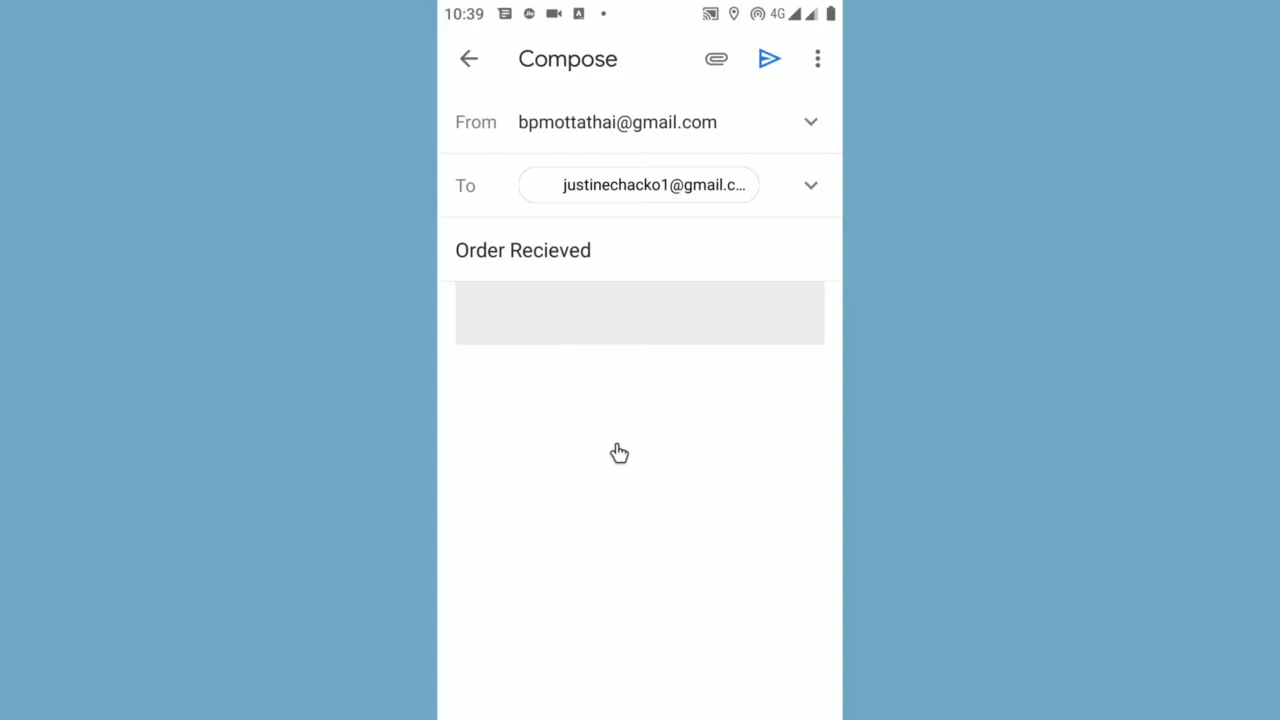 10:39 4G
Compose
From bpmottathai@gmail.com
To justinechacko1@gmail.c...
Order Recieved